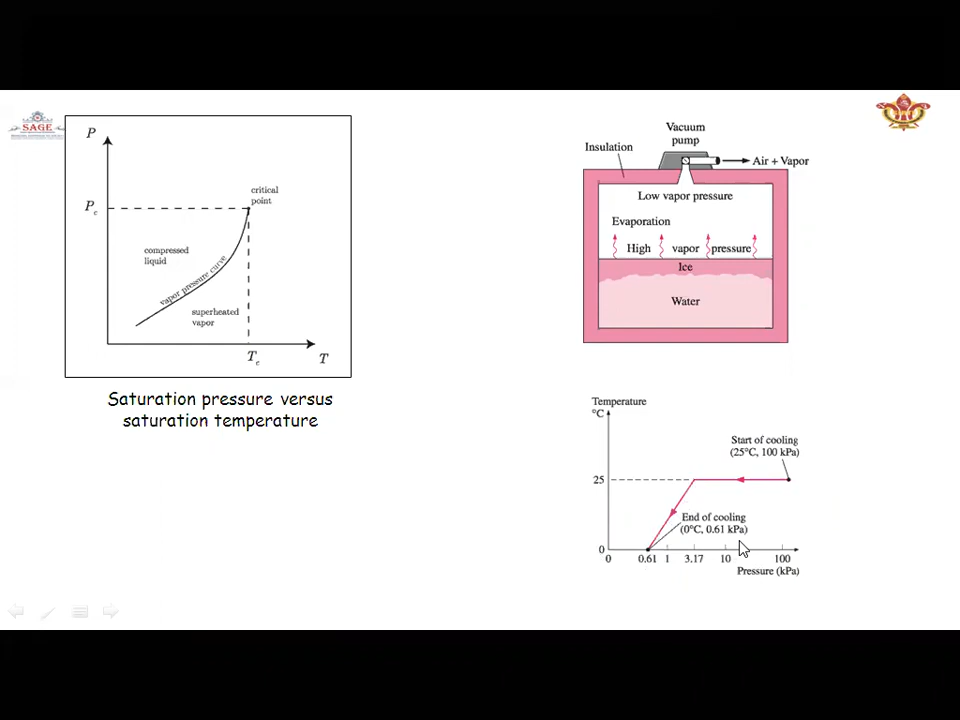 SAGE
P
P c
critical
point
compressed
liquid
vapor pressure curve
superheated
vapor
T c
T
Saturation pressure versus
saturation temperature
Vacuum
pump
Insulation
Air + Vapor
Low vapor pressure
Evaporation
High vapor pressure
Ice
Water
Temperature
°C
Start of cooling
(25°C, 100 kPa)
25
End of cooling
(0°C, 0.61 kPa)
0
0 0.61 1 3.17 10 100
Pressure (kPa)